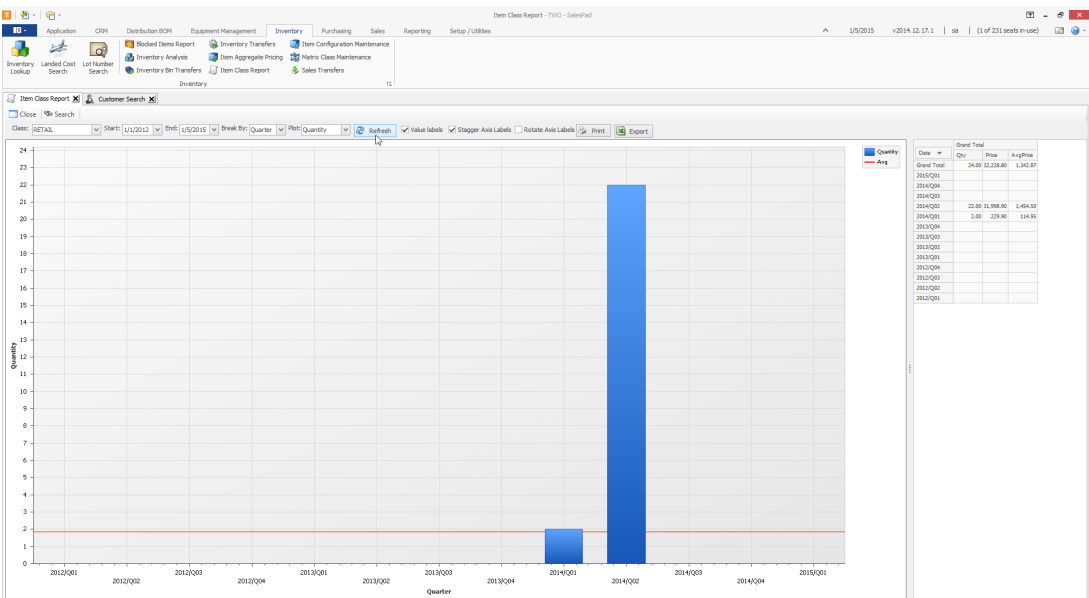 Item Class Report - TWO - SalesPad
Application CRM Distribution BOM Equipment Management Inventory Purchasing Sales Reporting Setup / Utilities 1/5/2015 v2014.12.17.1 | sa | (1 of 231 seats in-use)
Inventory Lookup
Landed Cost Search
Lot Number Search
Blocked Items Report
Inventory Analysis
Inventory Bin Transfers
Inventory Transfers
Item Aggregate Pricing
Item Class Report
Item Configuration Maintenance
Matrix Class Maintenance
Sales Transfers
Inventory
Item Class Report Customer Search
Close Search
Class: RETAIL Start: 1/1/2012 End: 1/5/2015 Break By: Quarter Plot: Quantity Refresh Value labels Stagger Axis Labels Rotate Axis Labels Print Export
24
23
22
21
20
19
18
17
16
15
14
13
12
11
10
9
8
7
6
5
4
3
2
1
0
Quantity
2012/Q01 2012/Q02 2012/Q03 2012/Q04 2013/Q01 2013/Q02 2013/Q03 2013/Q04 2014/Q01 2014/Q02 2014/Q03 2014/Q04 2015/Q01
Quarter
Quantity
Avg
Grand Total
Date Qty Price AvgPrice
Grand Total 24.00 32,228.80 1,342.87
2015/Q01
2014/Q04
2014/Q03
2014/Q02 22.00 31,998.90 1,454.50
2014/Q01 2.00 229.90 114.95
2013/Q04
2013/Q03
2013/Q02
2013/Q01
2012/Q04
2012/Q03
2012/Q02
2012/Q01